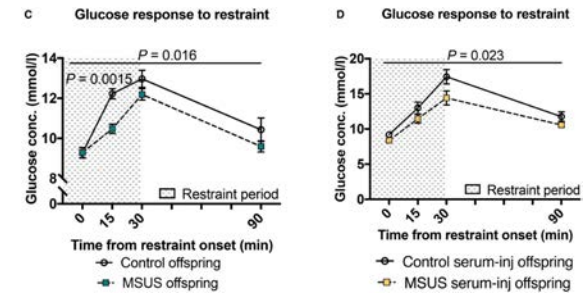 C Glucose response to restraint
Glucose conc. (mmol/l)
14
12
10
8
0
P = 0.016
P = 0.0015
Restraint period
0 15 30 90
Time from restraint onset (min)
Control offspring
MSUS offspring
D Glucose response to restraint
Glucose conc. (mmol/l)
20
15
10
5
0
P = 0.023
Restraint period
0 15 30 90
Time from restraint onset (min)
Control serum-inj offspring
MSUS serum-inj offspring